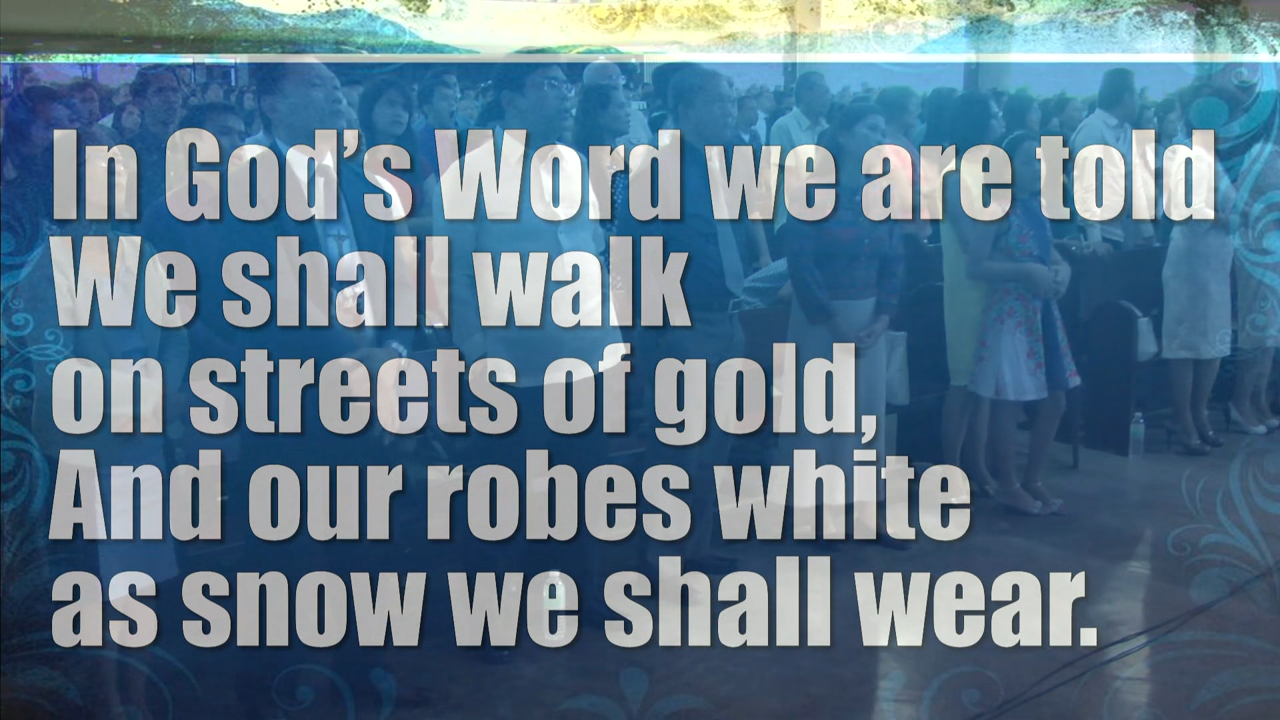 In God’s Word we are told
We shall walk
on streets of gold,
And our robes white
as snow we shall wear.